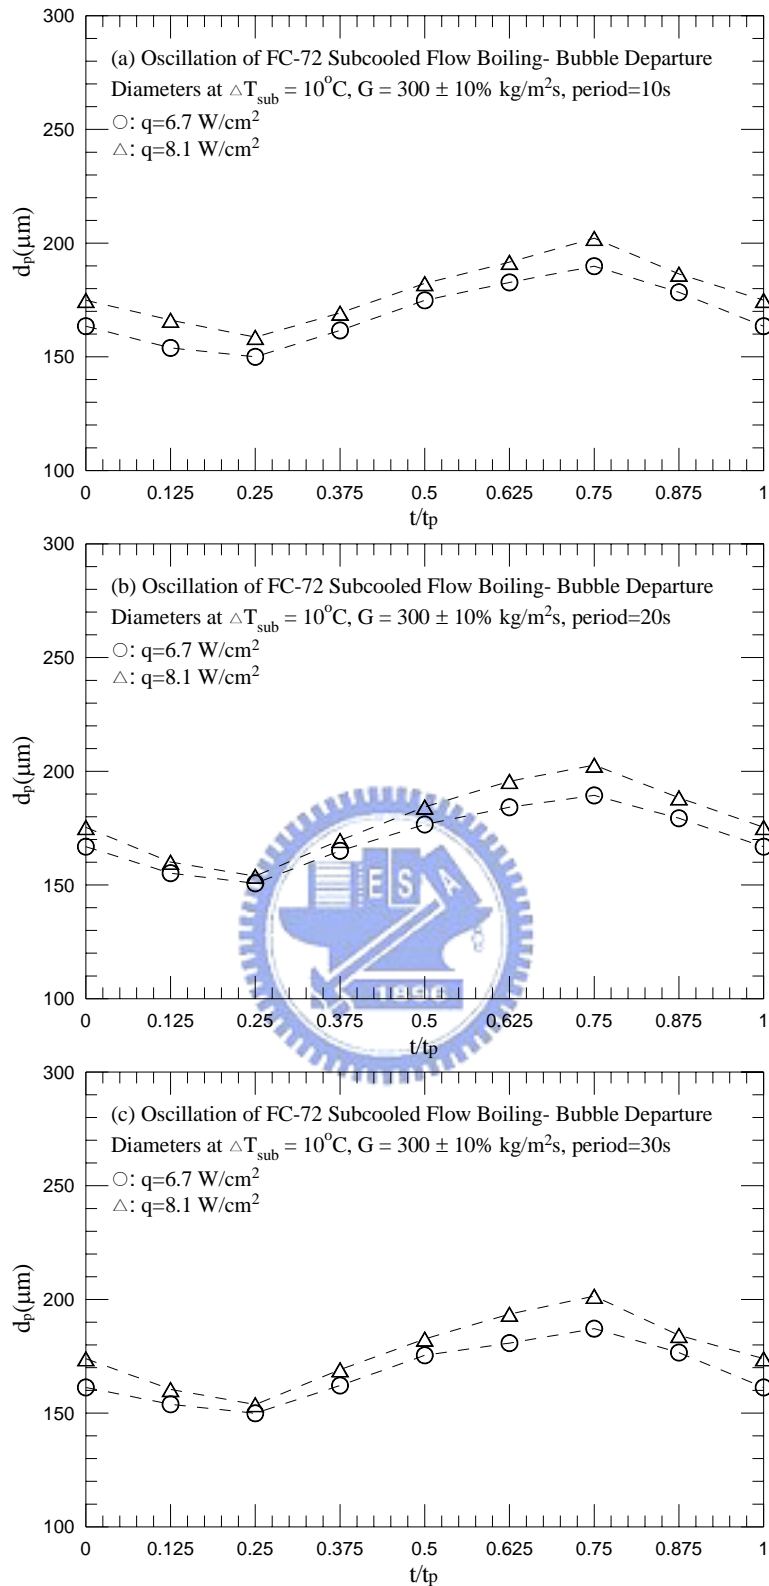 300
(a) Oscillation of FC-72 Subcooled Flow Boiling- Bubble Departure
Diameters at △T_sub = 10°C, G = 300 ± 10% kg/m²s, period=10s
○: q=6.7 W/cm²
△: q=8.1 W/cm²
250
200
150
100
d_p(μm)
0 0.125 0.25 0.375 0.5 0.625 0.75 0.875 1
t/t_p
300
(b) Oscillation of FC-72 Subcooled Flow Boiling- Bubble Departure
Diameters at △T_sub = 10°C, G = 300 ± 10% kg/m²s, period=20s
○: q=6.7 W/cm²
△: q=8.1 W/cm²
250
200
150
100
d_p(μm)
E S A
1896
0 0.125 0.25 0.375 0.5 0.625 0.75 0.875 1
t/t_p
300
(c) Oscillation of FC-72 Subcooled Flow Boiling- Bubble Departure
Diameters at △T_sub = 10°C, G = 300 ± 10% kg/m²s, period=30s
○: q=6.7 W/cm²
△: q=8.1 W/cm²
250
200
150
100
d_p(μm)
0 0.125 0.25 0.375 0.5 0.625 0.75 0.875 1
t/t_p